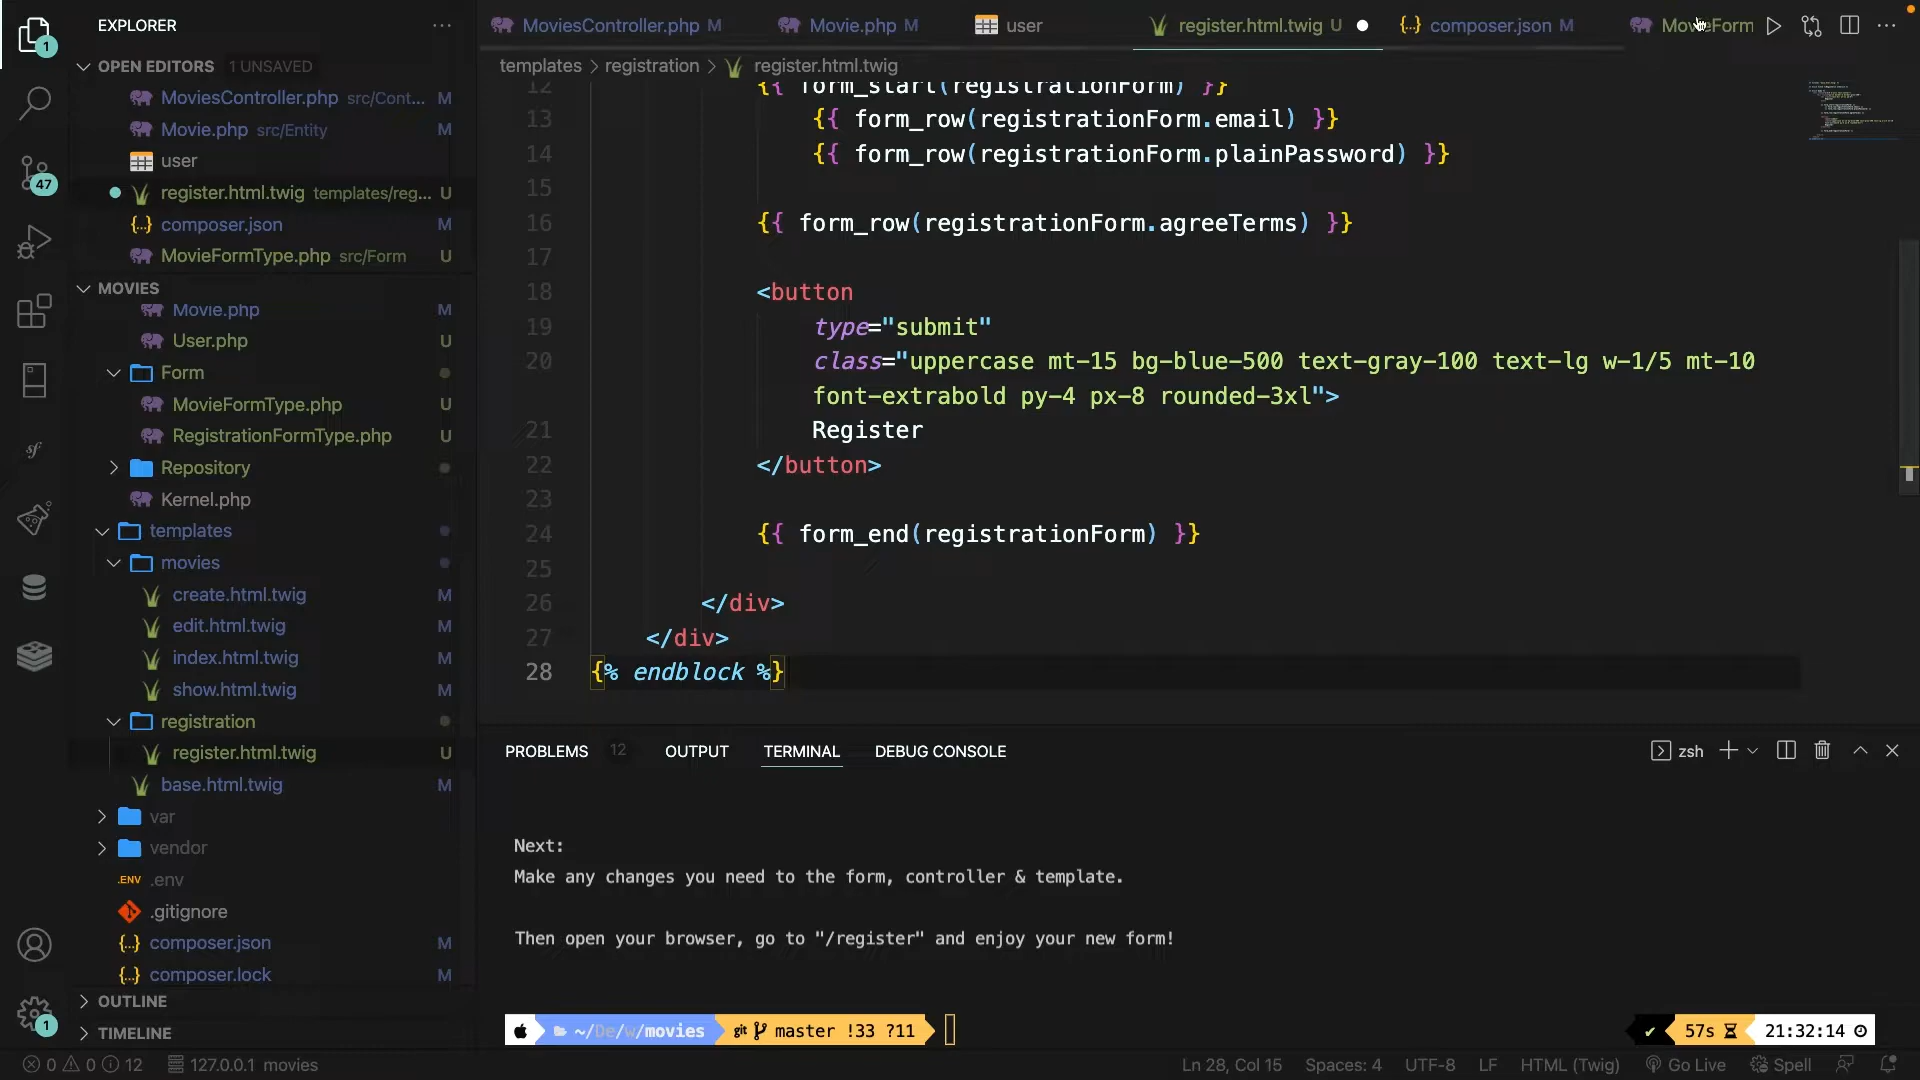 EXPLORER
MoviesController.php M
Movie.php M
user
register.html.twig U
composer.json M
MovieForm
1
OPEN EDITORS 1 UNSAVED
templates > registration > register.html.twig
MoviesController.php src/Cont... M
Movie.php src/Entity M
user
register.html.twig templates/reg... U
composer.json M
MovieFormType.php src/Form U
47
MOVIES
Movie.php M
User.php U
Form
MovieFormType.php U
RegistrationFormType.php U
Repository
Kernel.php
templates
movies
create.html.twig M
edit.html.twig M
index.html.twig M
show.html.twig M
registration
register.html.twig U
base.html.twig M
var
vendor
.ENV .env
.gitignore
{..} composer.json M
{..} composer.lock M
OUTLINE
TIMELINE
sf
1
12 {{ form_start(registrationForm) }}
13 {{ form_row(registrationForm.email) }}
14 {{ form_row(registrationForm.plainPassword) }}
15
16 {{ form_row(registrationForm.agreeTerms) }}
17
18 <button
19 type="submit"
20 class="uppercase mt-15 bg-blue-500 text-gray-100 text-lg w-1/5 mt-10
font-extrabold py-4 px-8 rounded-3xl">
21 Register
22 </button>
23
24 {{ form_end(registrationForm) }}
25
26 </div>
27 </div>
28 {% endblock %}
PROBLEMS 12 OUTPUT TERMINAL DEBUG CONSOLE
zsh
Next:
Make any changes you need to the form, controller & template.
Then open your browser, go to "/register" and enjoy your new form!
~/De/w/movies git master !33 ?11
✔ 57s 21:32:14
0 0 12 127.0.0.1 movies
Ln 28, Col 15 Spaces: 4 UTF-8 LF HTML (Twig) Go Live Spell